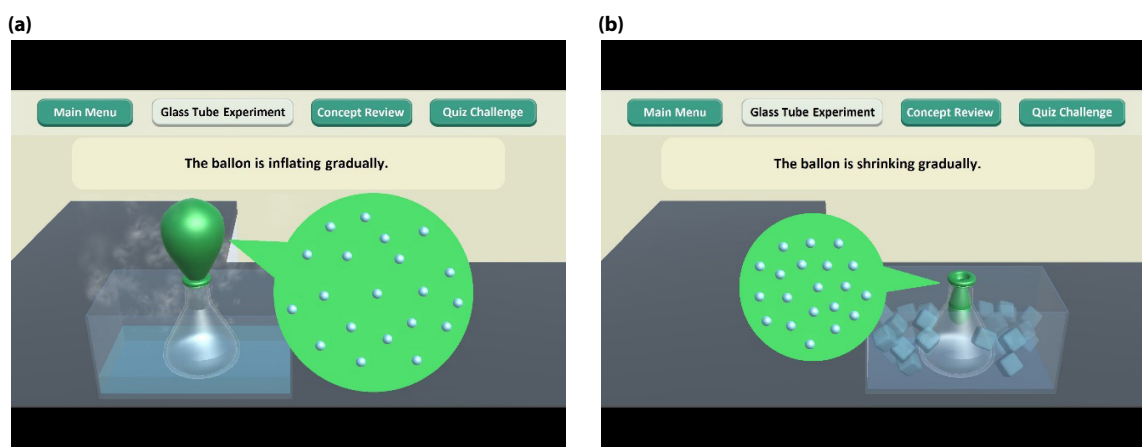 (a)
Main Menu
Glass Tube Experiment
Concept Review
Quiz Challenge
The ballon is inflating gradually.
(b)
Main Menu
Glass Tube Experiment
Concept Review
Quiz Challenge
The ballon is shrinking gradually.